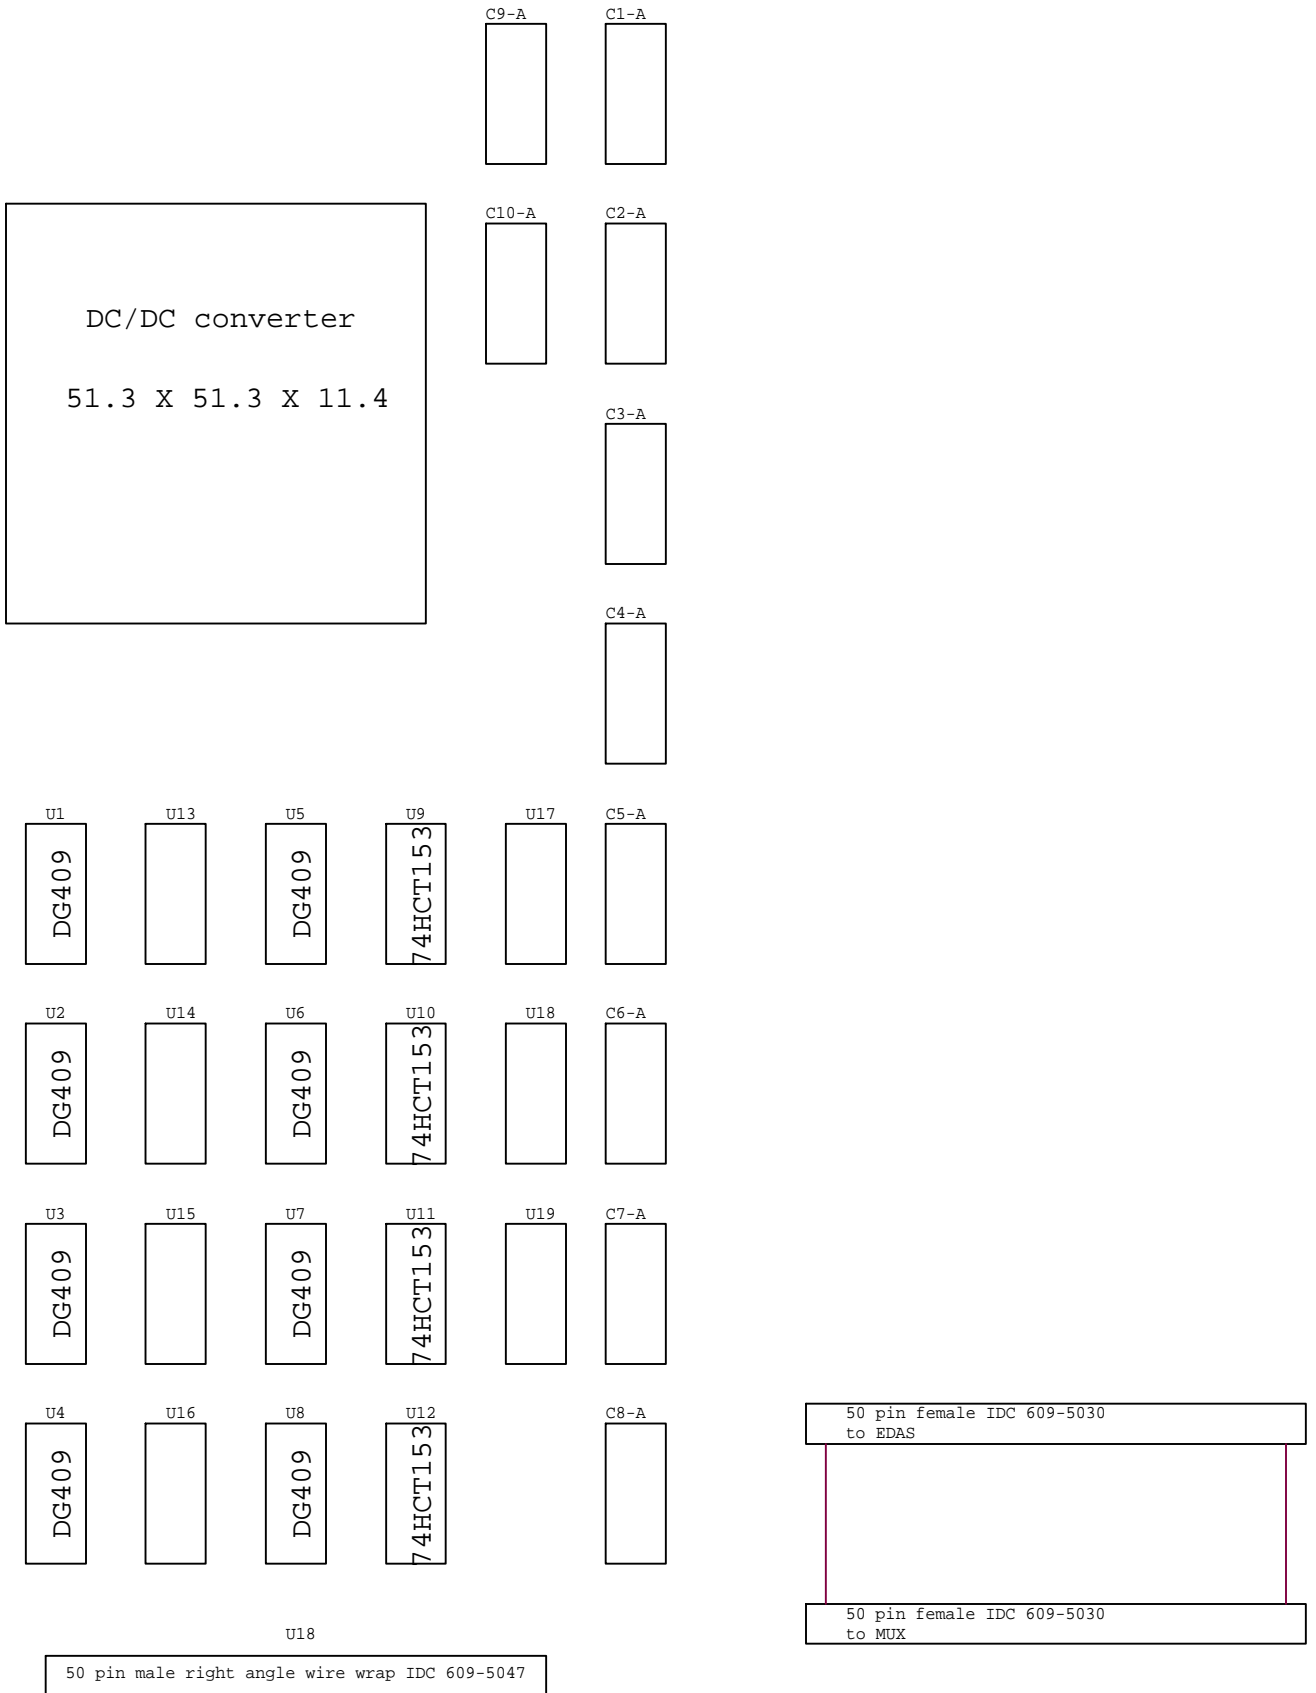 C9-A
C1-A
C10-A
C2-A
DC/DC converter
51.3 X 51.3 X 11.4
C3-A
C4-A
U1
U13
U5
U9
U17
C5-A
DG409
DG409
74HCT153
U2
U14
U6
U10
U18
C6-A
DG409
DG409
74HCT153
U3
U15
U7
U11
U19
C7-A
DG409
DG409
74HCT153
U4
U16
U8
U12
C8-A
DG409
DG409
74HCT153
50 pin female IDC 609-5030
to EDAS
50 pin female IDC 609-5030
to MUX
U18
50 pin male right angle wire wrap IDC 609-5047